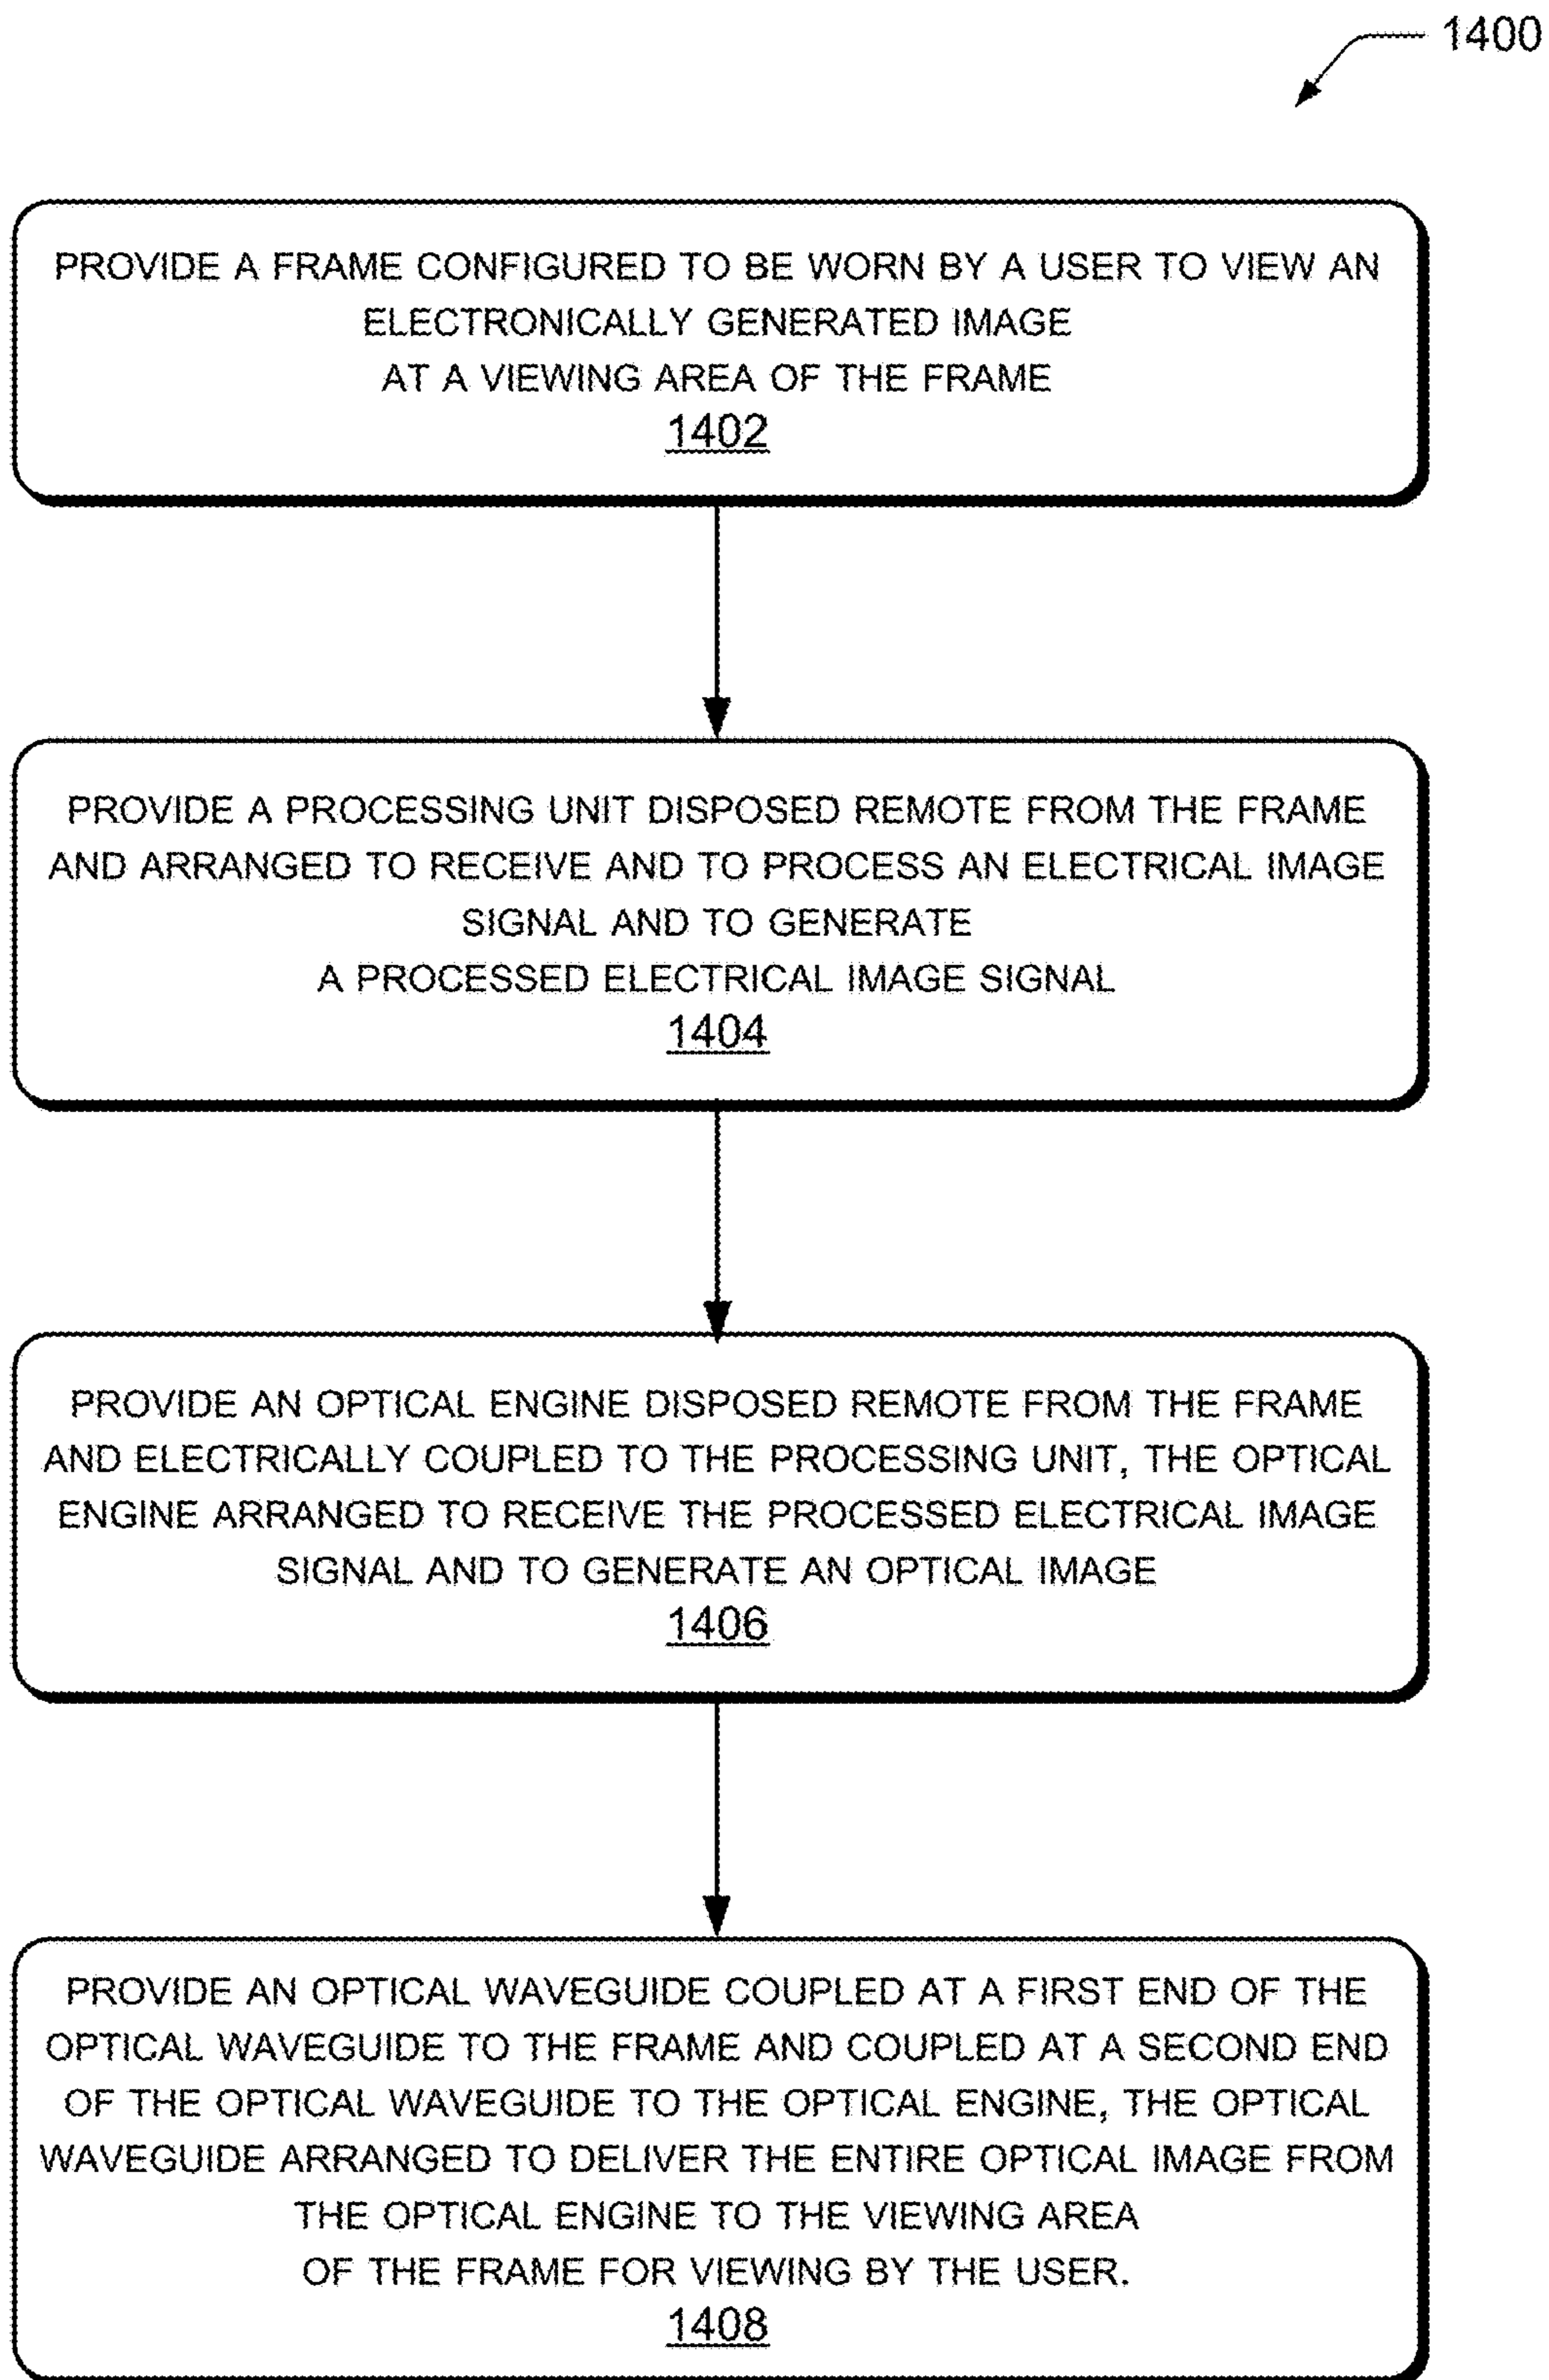 1400
PROVIDE A FRAME CONFIGURED TO BE WORN BY A USER TO VIEW AN
ELECTRONICALLY GENERATED IMAGE
AT A VIEWING AREA OF THE FRAME
1402
PROVIDE A PROCESSING UNIT DISPOSED REMOTE FROM THE FRAME
AND ARRANGED TO RECEIVE AND TO PROCESS AN ELECTRICAL IMAGE
SIGNAL AND TO GENERATE
A PROCESSED ELECTRICAL IMAGE SIGNAL
1404
PROVIDE AN OPTICAL ENGINE DISPOSED REMOTE FROM THE FRAME
AND ELECTRICALLY COUPLED TO THE PROCESSING UNIT, THE OPTICAL
ENGINE ARRANGED TO RECEIVE THE PROCESSED ELECTRICAL IMAGE
SIGNAL AND TO GENERATE AN OPTICAL IMAGE
1406
PROVIDE AN OPTICAL WAVEGUIDE COUPLED AT A FIRST END OF THE
OPTICAL WAVEGUIDE TO THE FRAME AND COUPLED AT A SECOND END
OF THE OPTICAL WAVEGUIDE TO THE OPTICAL ENGINE, THE OPTICAL
WAVEGUIDE ARRANGED TO DELIVER THE ENTIRE OPTICAL IMAGE FROM
THE OPTICAL ENGINE TO THE VIEWING AREA
OF THE FRAME FOR VIEWING BY THE USER.
1408